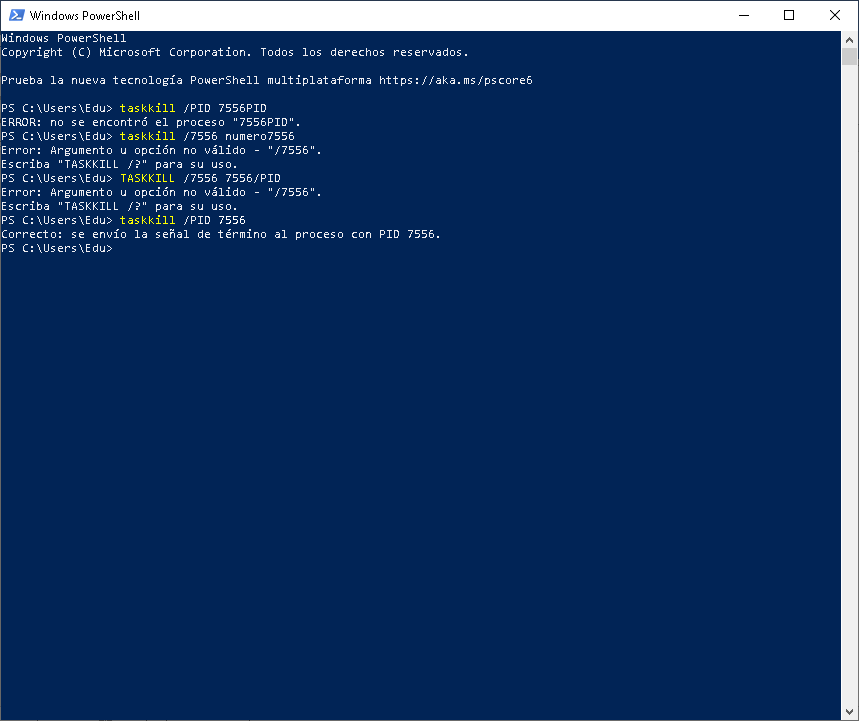 Windows PowerShell
Windows PowerShell
Copyright (C) Microsoft Corporation. Todos los derechos reservados.
Prueba la nueva tecnología PowerShell multiplataforma https://aka.ms/pscore6
PS C:\Users\Edu> taskkill /PID 7556PID
ERROR: no se encontró el proceso "7556PID".
PS C:\Users\Edu> taskkill /7556 numero7556
Error: Argumento u opción no válido - "/7556".
Escriba "TASKKILL /?" para su uso.
PS C:\Users\Edu> TASKKILL /7556 7556/PID
Error: Argumento u opción no válido - "/7556".
Escriba "TASKKILL /?" para su uso.
PS C:\Users\Edu> taskkill /PID 7556
Correcto: se envío la señal de término al proceso con PID 7556.
PS C:\Users\Edu>